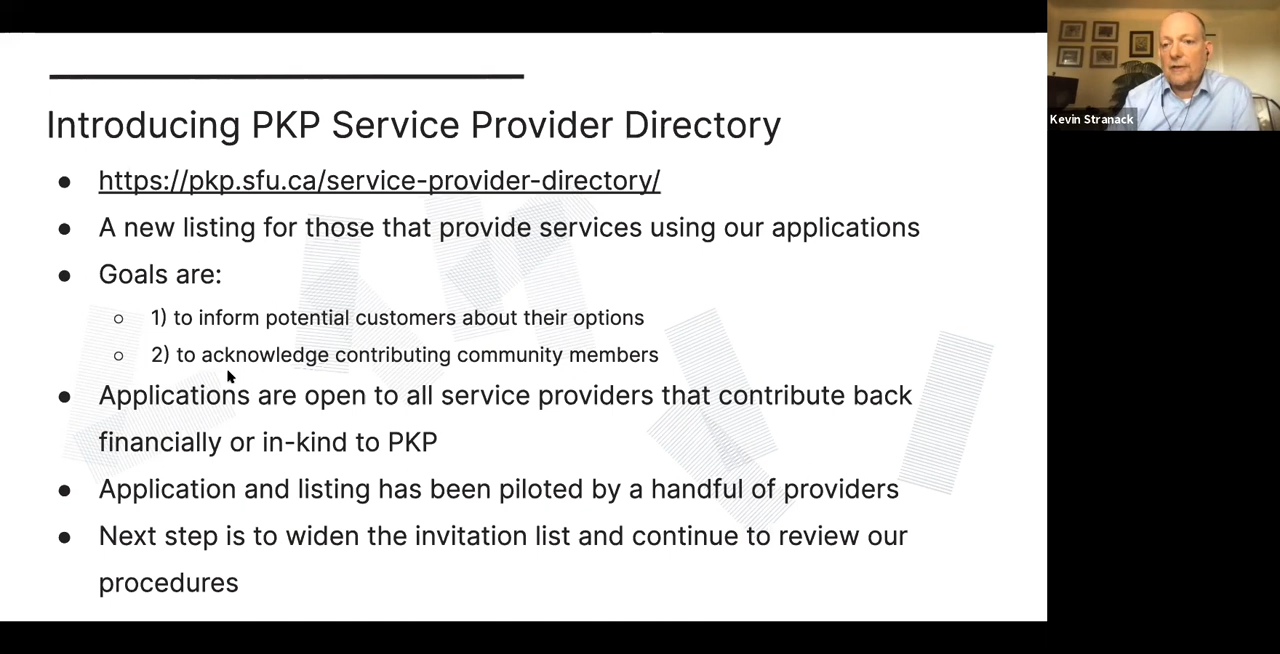 Introducing PKP Service Provider Directory
● https://pkp.sfu.ca/service-provider-directory/
● A new listing for those that provide services using our applications
● Goals are:
○ 1) to inform potential customers about their options
○ 2) to acknowledge contributing community members
● Applications are open to all service providers that contribute back
financially or in-kind to PKP
● Application and listing has been piloted by a handful of providers
● Next step is to widen the invitation list and continue to review our
procedures
Kevin Stranack